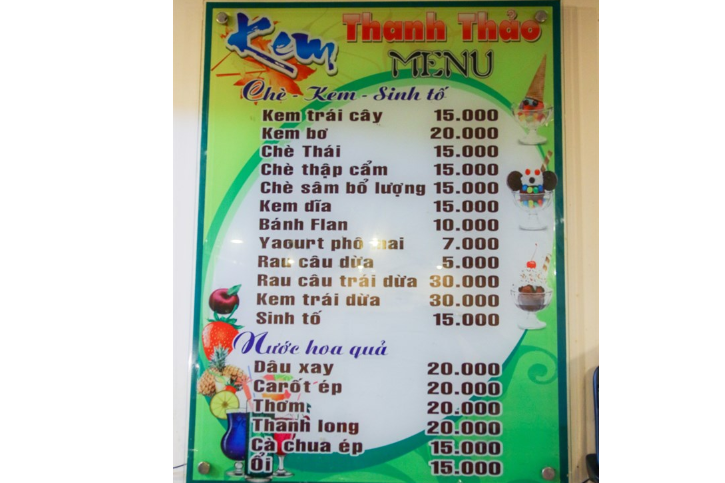 Kem Thanh Thảo
MENU
Chè - Kem - Sinh tố
Kem trái cây 15.000
Kem bơ 20.000
Chè Thái 15.000
Chè thập cẩm 15.000
Chè sâm bổ lượng 15.000
Kem dĩa 15.000
Bánh Flan 10.000
Yaourt phô mai 7.000
Rau câu dừa 5.000
Rau câu trái dừa 30.000
Kem trái dừa 30.000
Sinh tố 15.000
Nước hoa quả
Dâu xay 20.000
Carốt ép 20.000
Thơm 20.000
Thanh long 20.000
Cà chua ép 15.000
Ổi 15.000